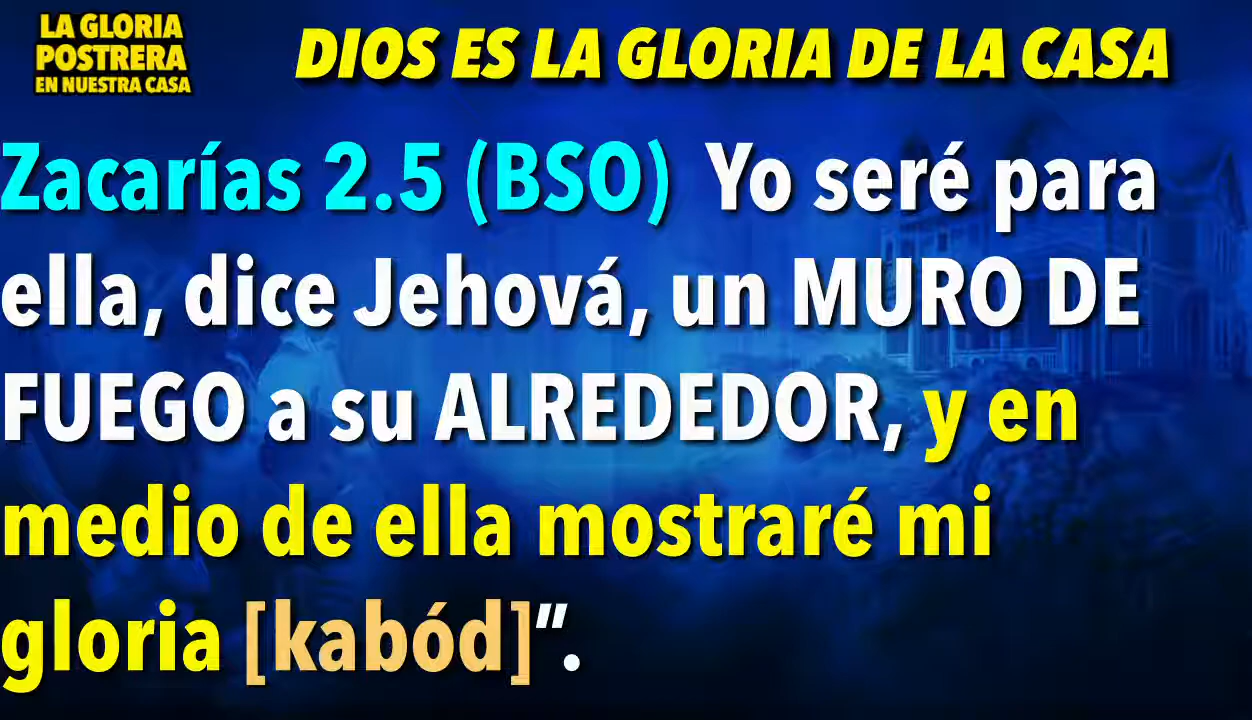 LA GLORIA
POSTRERA
EN NUESTRA CASA
DIOS ES LA GLORIA DE LA CASA
Zacarías 2.5 (BSO) Yo seré para
ella, dice Jehová, un MURO DE
FUEGO a su ALREDEDOR, y en
medio de ella mostraré mi
gloria [kabód]”.